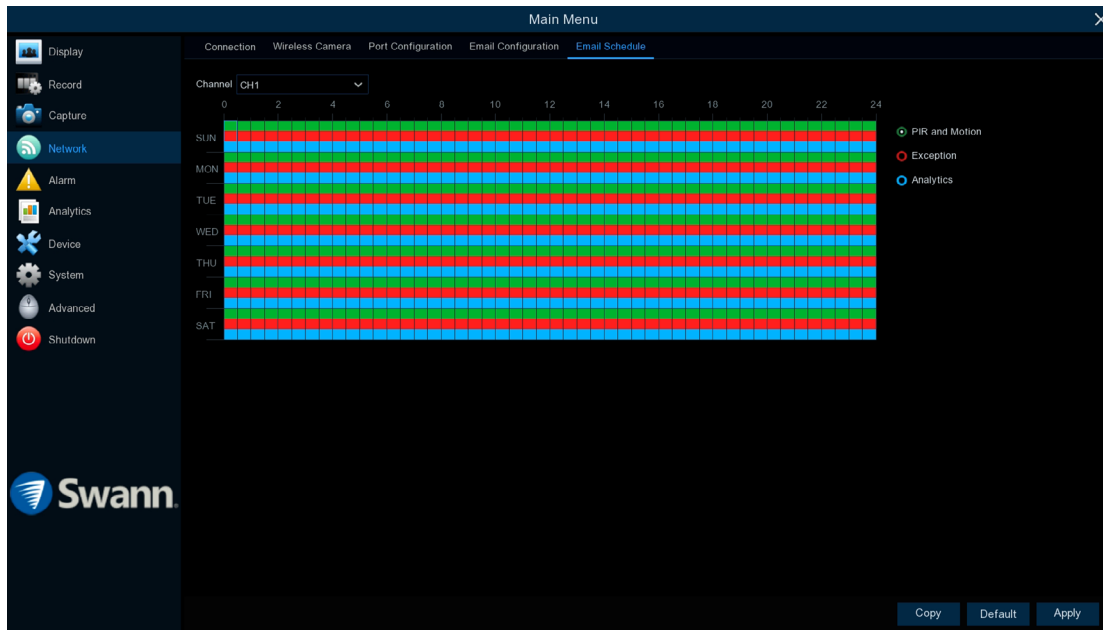 Main Menu
Display
Record
Capture
Network
Alarm
Analytics
Device
System
Advanced
Shutdown
Swann.
Connection Wireless Camera Port Configuration Email Configuration Email Schedule
Channel CH1
0 2 4 6 8 10 12 14 16 18 20 22 24
SUN
MON
TUE
WED
THU
FRI
SAT
PIR and Motion
Exception
Analytics
Copy Default Apply